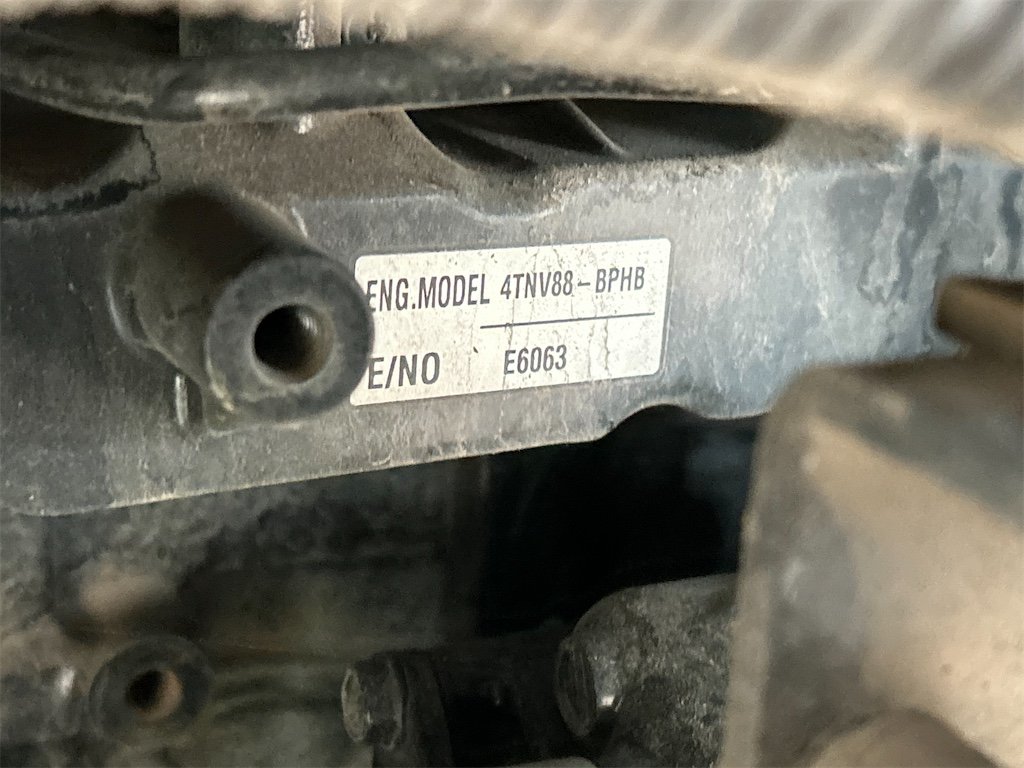 ENG.MODEL 4TNV88-BPHB
E/NO E6063